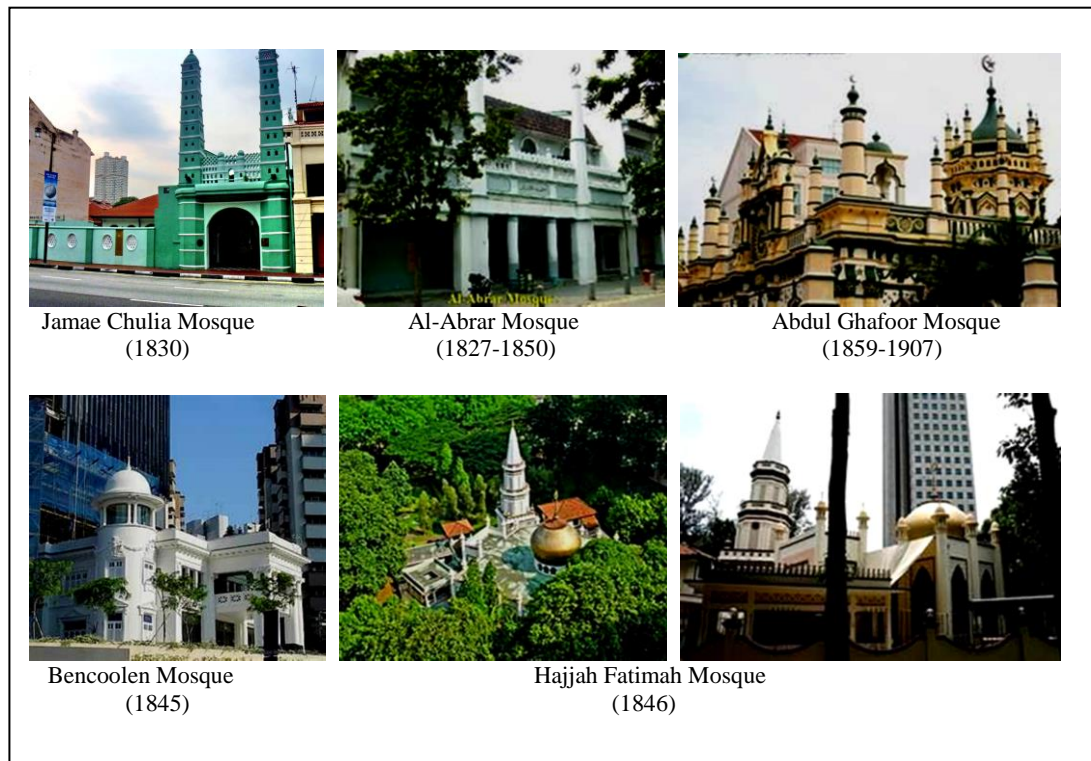 Al-Abrar Mosque
Jamae Chulia Mosque
(1830)
Al-Abrar Mosque
(1827-1850)
Abdul Ghafoor Mosque
(1859-1907)
Bencoolen Mosque
(1845)
Hajjah Fatimah Mosque
(1846)